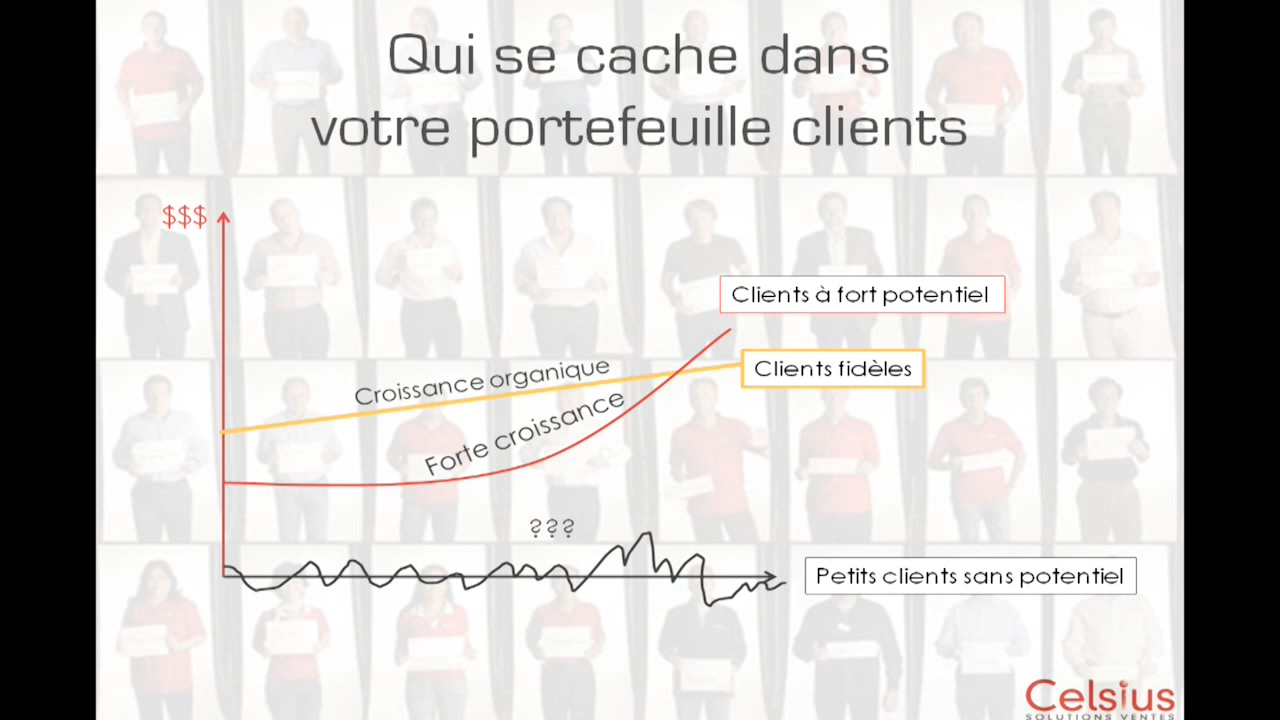 Qui se cache dans
votre portefeuille clients
$$$
Clients à fort potentiel
Clients fidèles
Croissance organique
Forte croissance
???
Petits clients sans potentiel
Celsius
SOLUTIONS VENTES